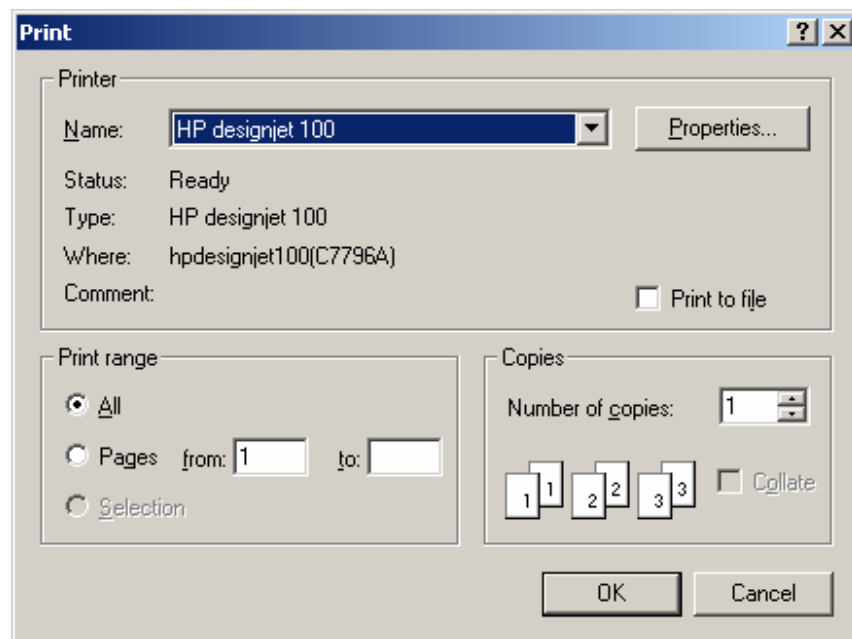 Print
Printer
Name: HP designjet 100 Properties...
Status: Ready
Type: HP designjet 100
Where: hpdesignjet100(C7796A)
Comment:
Print to file
Print range
All
Pages from: 1 to:
Selection
Copies
Number of copies: 1
1 1 2 2 3 3
Collate
OK Cancel